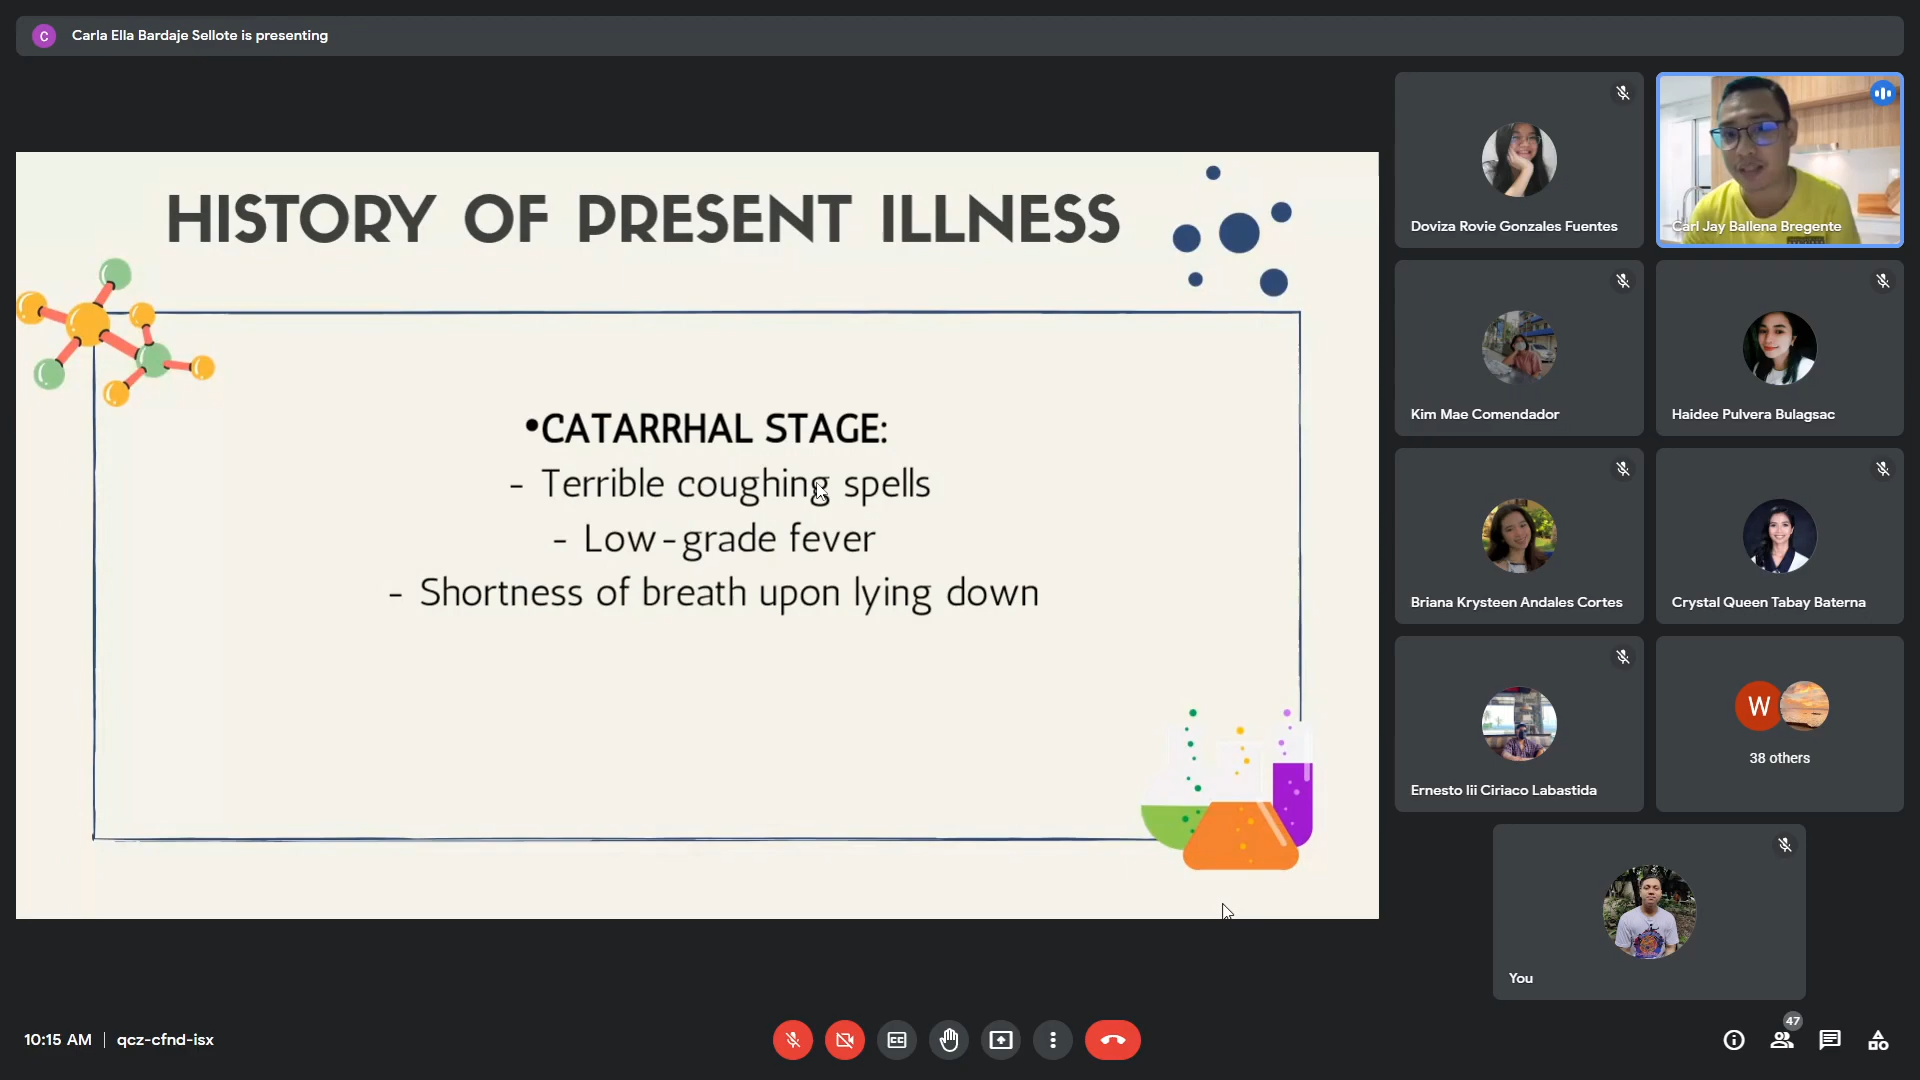 C
Carla Ella Bardaje Sellote is presenting
HISTORY OF PRESENT ILLNESS
•CATARRHAL STAGE:
- Terrible coughing spells
- Low-grade fever
- Shortness of breath upon lying down
Doviza Rovie Gonzales Fuentes
Carl Jay Ballena Bregente
Kim Mae Comendador
Haidee Pulvera Bulagsac
Briana Krysteen Andales Cortes
Crystal Queen Tabay Baterna
Ernesto Iii Ciriaco Labastida
W
38 others
You
10:15 AM | qcz-cfnd-isx
47